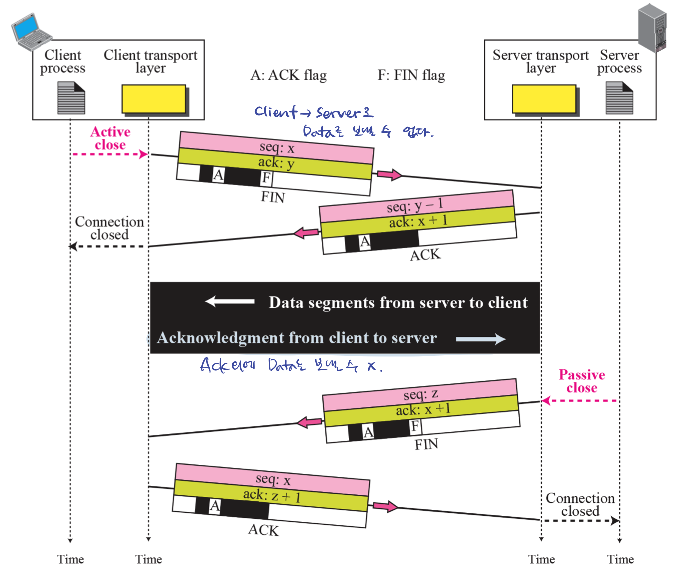 Client process
Client transport layer
A: ACK flag
F: FIN flag
Server transport layer
Server process
Client → Server로
Data를 보낼 수 없다.
Active close
seq: x
ack: y
A
F
FIN
seq: y – 1
ack: x + 1
A
ACK
Connection closed
Data segments from server to client
Acknowledgment from client to server
Ack외에 Data를 보낼 수 x.
Passive close
seq: z
ack: x +1
A
F
FIN
seq: x
ack: z + 1
A
ACK
Connection closed
Time
Time
Time
Time